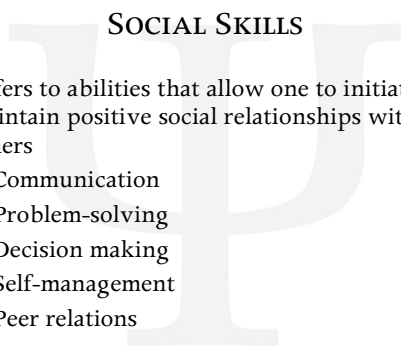 SOCIAL SKILLS
fers to abilities that allow one to initiat
intain positive social relationships wit
ers
Communication
Problem-solving
Decision making
Self-management
Peer relations